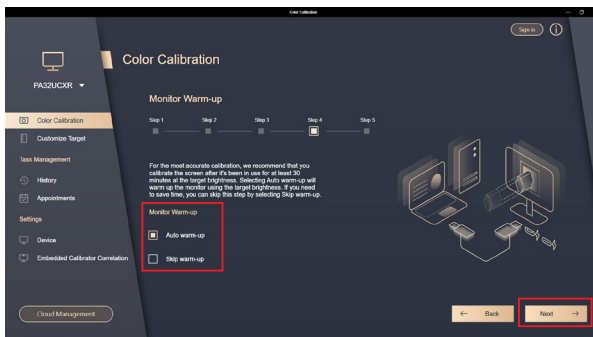 Color Calibration
Sign in
Color Calibration
PA32UCXR
Monitor Warm-up
Step 1 Step 2 Step 3 Step 4 Step 5
Color Calibration
Customize Target
Task Management
History
Appointments
Settings
Device
Embedded Calibrator Correlation
Cloud Management
For the most accurate calibration, we recommend that you
calibrate the screen after it's been in use for at least 30
minutes at the target brightness. Selecting Auto warm-up will
warm up the monitor using the target brightness. If you need
to save time, you can skip this step by selecting Skip warm-up.
Monitor Warm-up
Auto warm-up
Skip warm-up
Back
Next